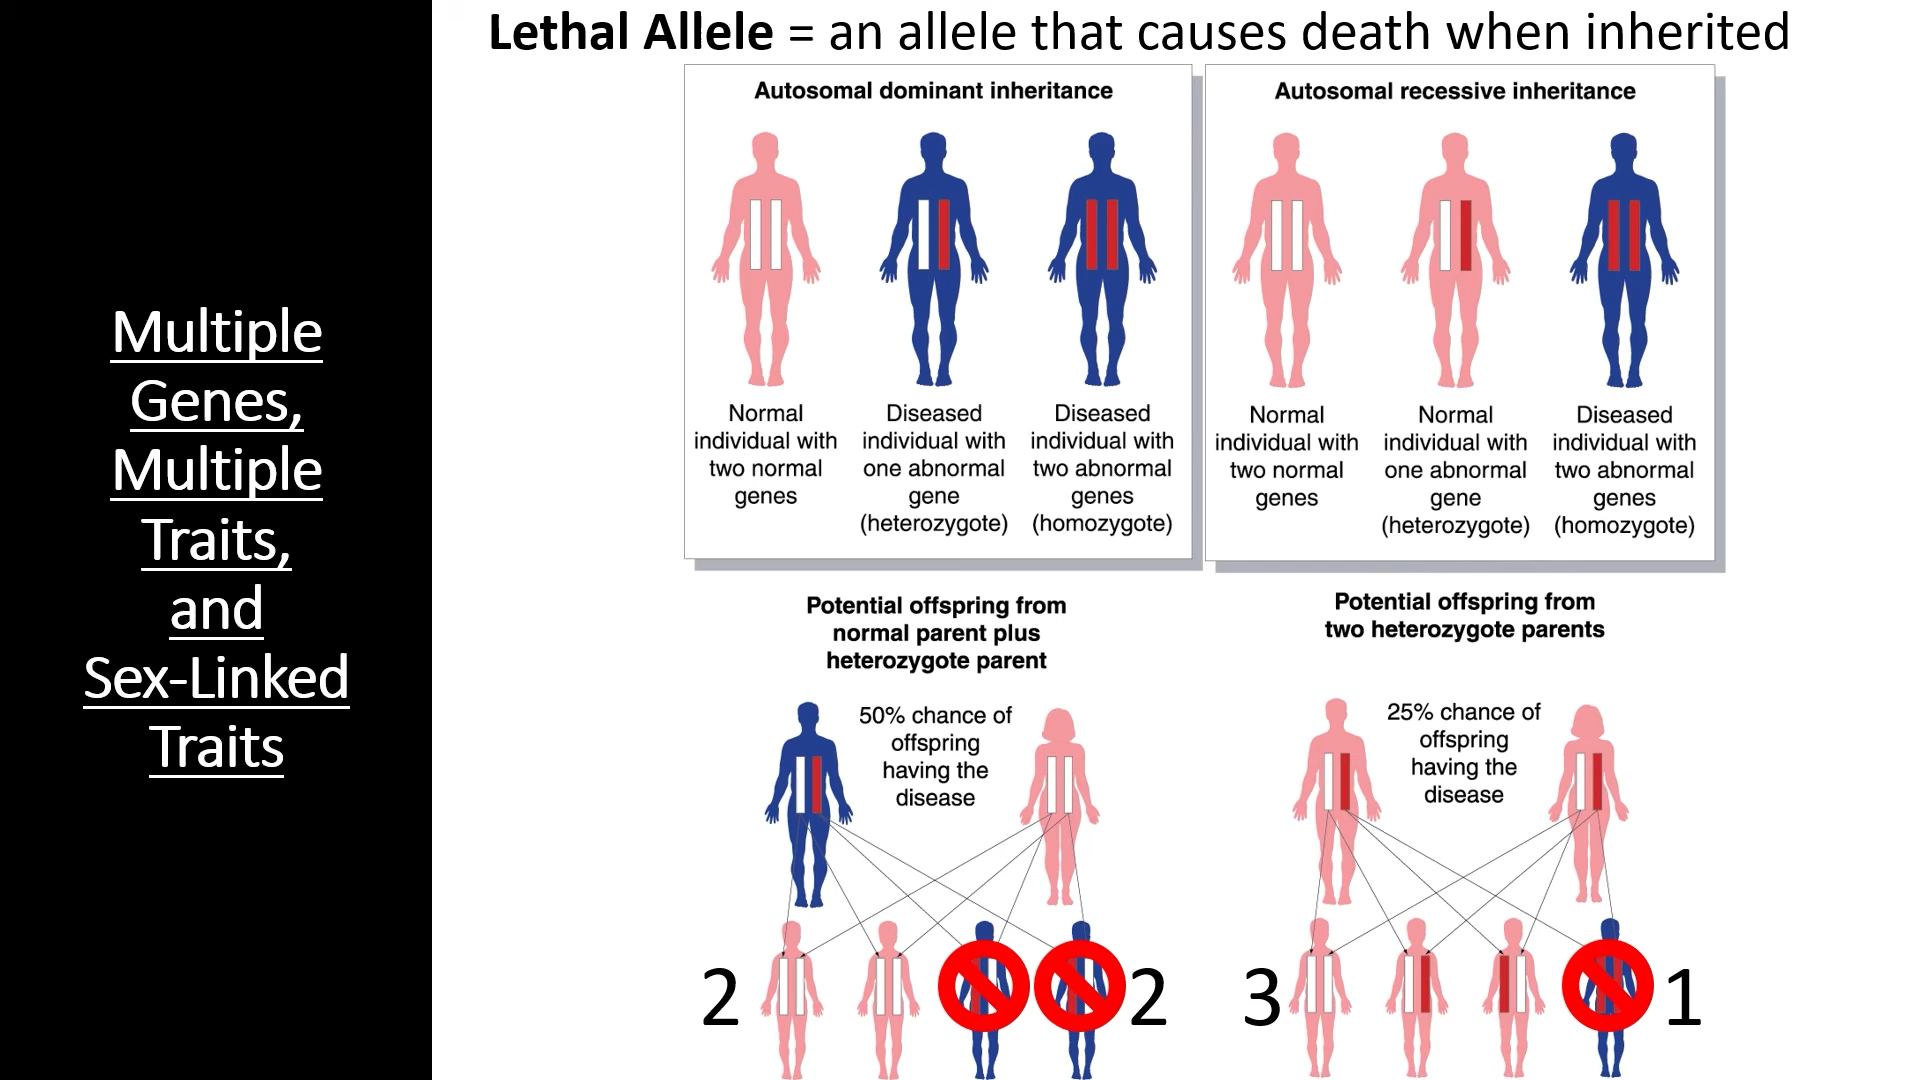 Lethal Allele = an allele that causes death when inherited
Multiple
Genes,
Multiple
Traits,
and
Sex-Linked
Traits
Autosomal dominant inheritance
Normal
individual with
two normal
genes
Diseased
individual with
one abnormal
gene
(heterozygote)
Diseased
individual with
two abnormal
genes
(homozygote)
Autosomal recessive inheritance
Normal
individual with
two normal
genes
Normal
individual with
one abnormal
gene
(heterozygote)
Diseased
individual with
two abnormal
genes
(homozygote)
Potential offspring from
normal parent plus
heterozygote parent
50% chance of
offspring
having the
disease
2
2
Potential offspring from
two heterozygote parents
25% chance of
offspring
having the
disease
3
1